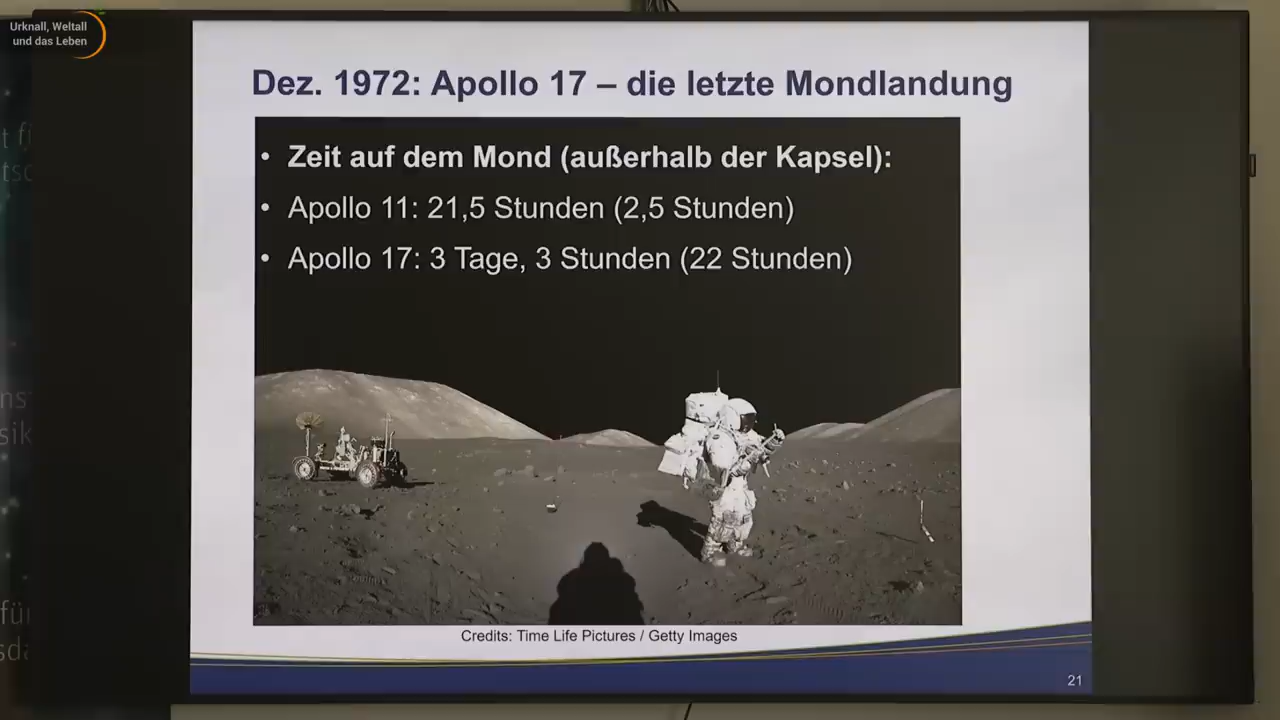 Urknall, Weltall
und das Leben
Dez. 1972: Apollo 17 – die letzte Mondlandung
• Zeit auf dem Mond (außerhalb der Kapsel):
• Apollo 11: 21,5 Stunden (2,5 Stunden)
• Apollo 17: 3 Tage, 3 Stunden (22 Stunden)
Credits: Time Life Pictures / Getty Images
21